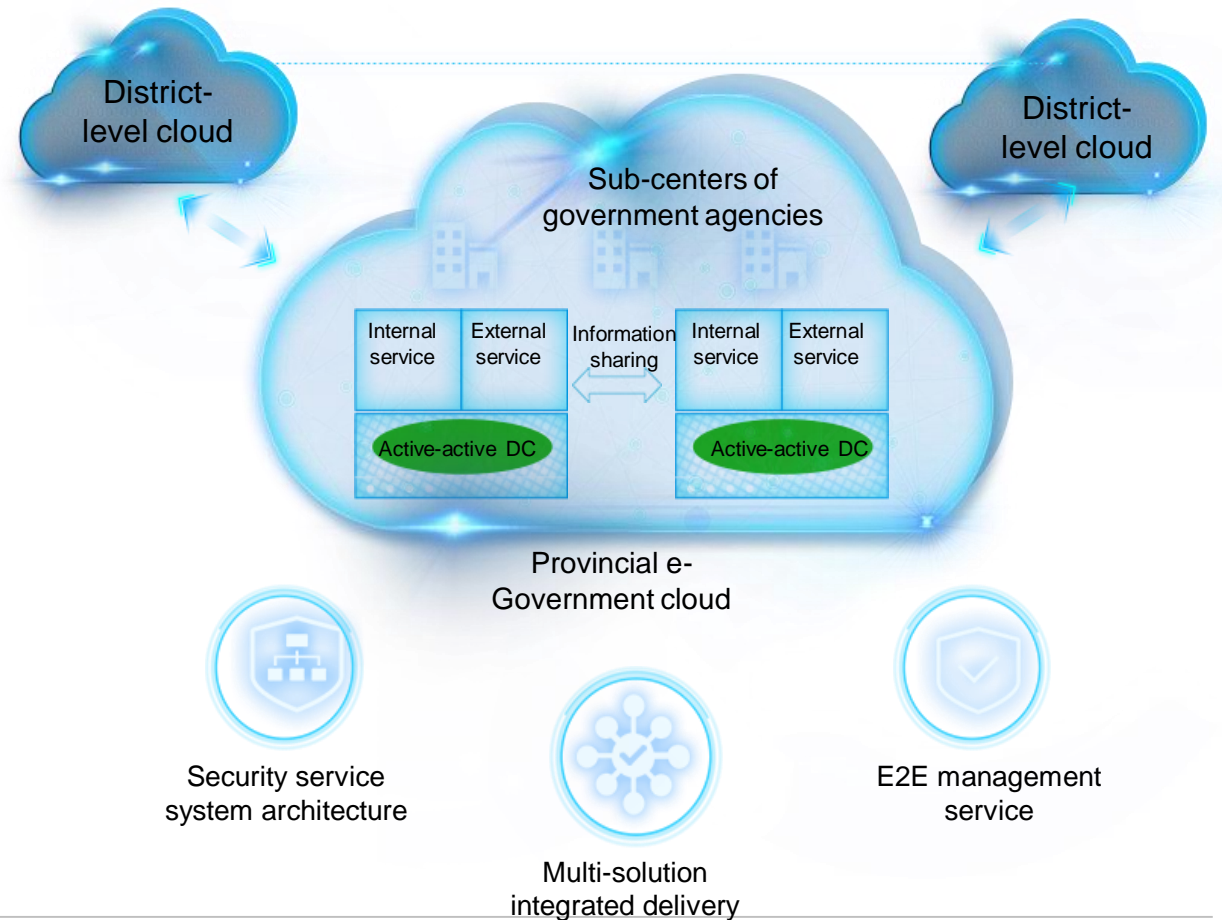 District-
level cloud
District-
level cloud
Sub-centers of
government agencies
Internal
service
External
service
Information
sharing
Internal
service
External
service
Active-active DC
Active-active DC
Provincial e-
Government cloud
Security service
system architecture
E2E management
service
Multi-solution
integrated delivery